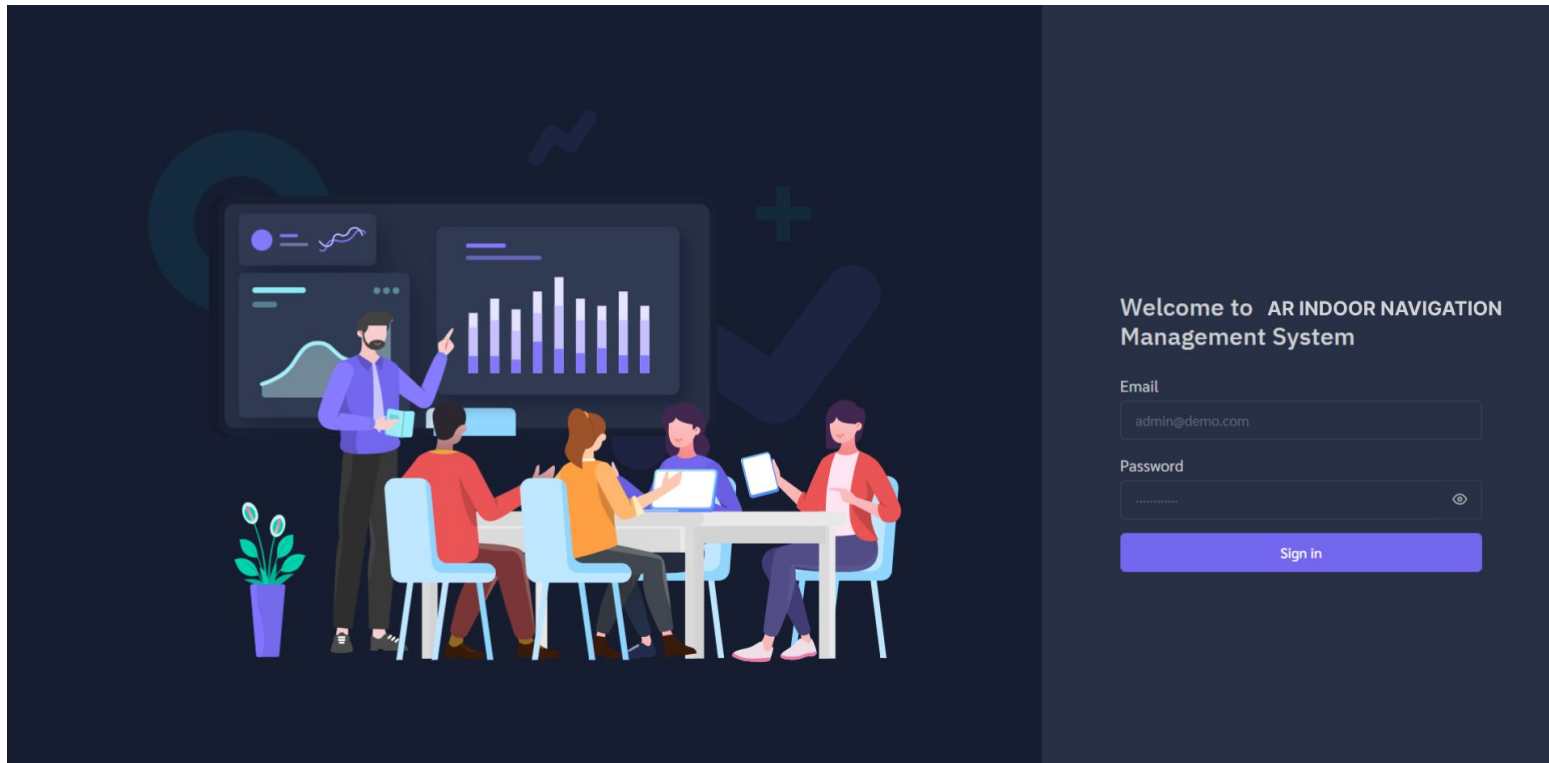 Welcome to AR INDOOR NAVIGATION
Management System
Email
admin@demo.com
Password
............
Sign in